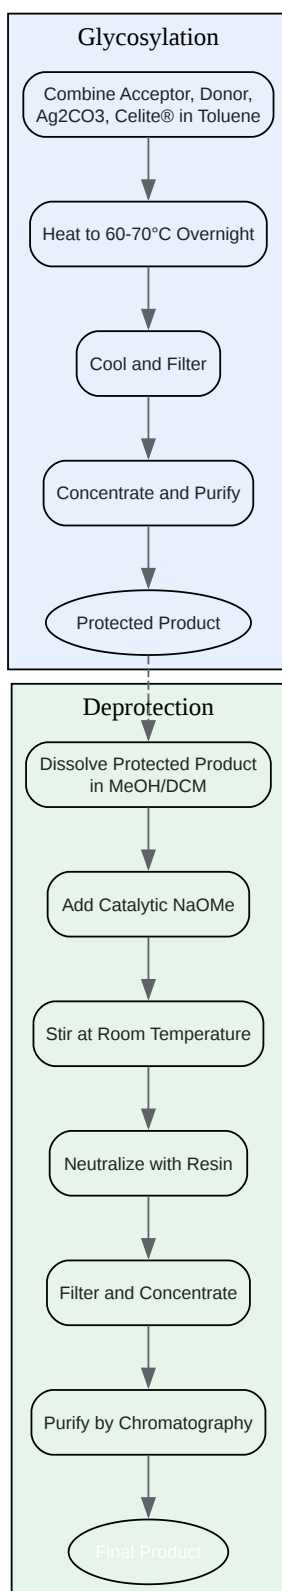 Glycosylation
Combine Acceptor, Donor,
Ag2CO3, Celite® in Toluene
Heat to 60-70°C Overnight
Cool and Filter
Concentrate and Purify
Protected Product
Deprotection
Dissolve Protected Product
in MeOH/DCM
Add Catalytic NaOMe
Stir at Room Temperature
Neutralize with Resin
Filter and Concentrate
Purify by Chromatography
Final Product